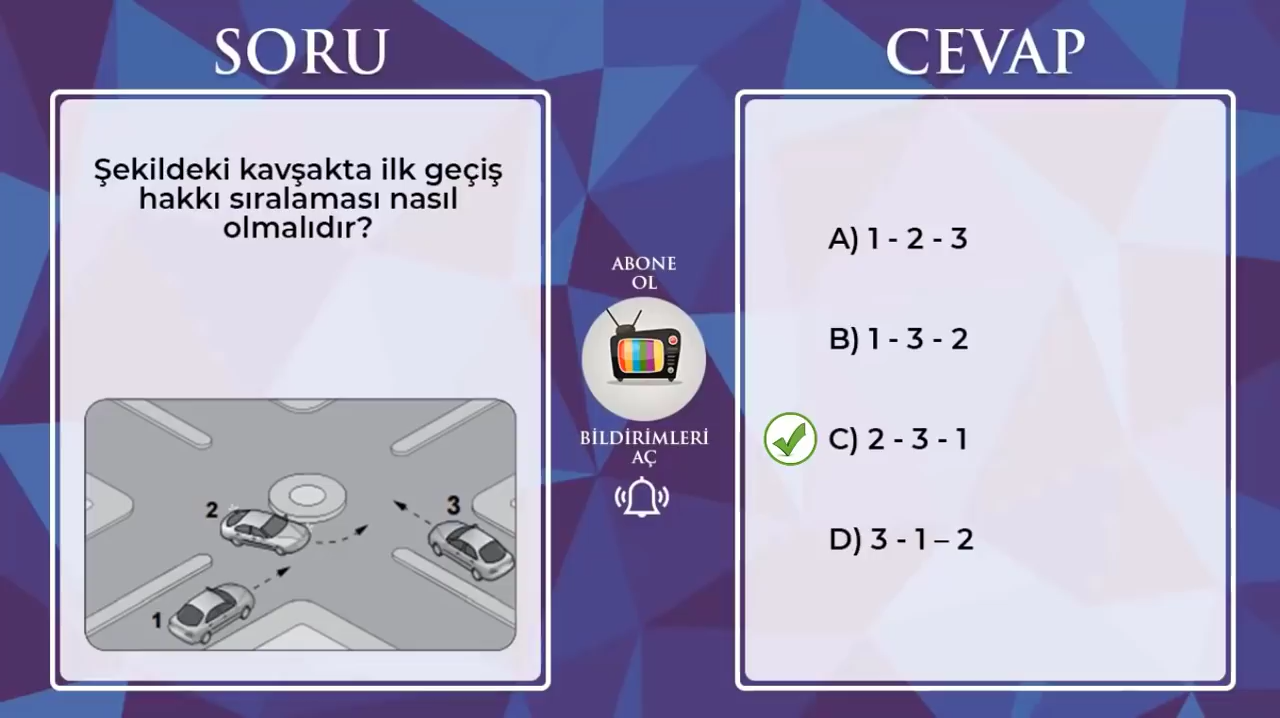 SORU
Şekildeki kavşakta ilk geçiş
hakkı sıralaması nasıl
olmalıdır?
2
3
1
ABONE
OL
BİLDİRİMLERİ
AÇ
CEVAP
A) 1 - 2 - 3
B) 1 - 3 - 2
C) 2 - 3 - 1
D) 3 - 1 – 2